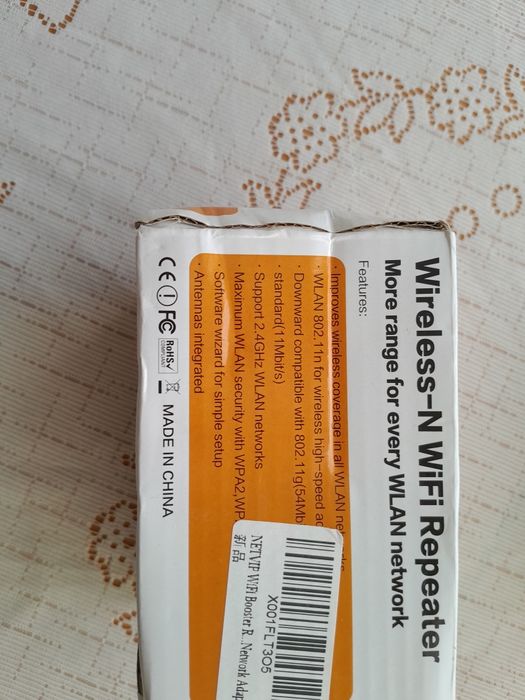 Wireless-N WiFi Repeater
More range for every WLAN network
Features:
· Improves wireless coverage in all WLAN networks
· WLAN 802.11n for wireless high-speed
· Downward compatible with 802.11g(54Mb
· standard(11Mbit/s)
· Support 2.4GHz WLAN networks
· Maximum WLAN security with WPA2,WP
· Software wizard for simple setup
· Antennas integrated
CE FC RoHS COMPLIANT MADE IN CHINA
X001FLT3O5
NETVIP WiFi Booster R...Network Adap
新品